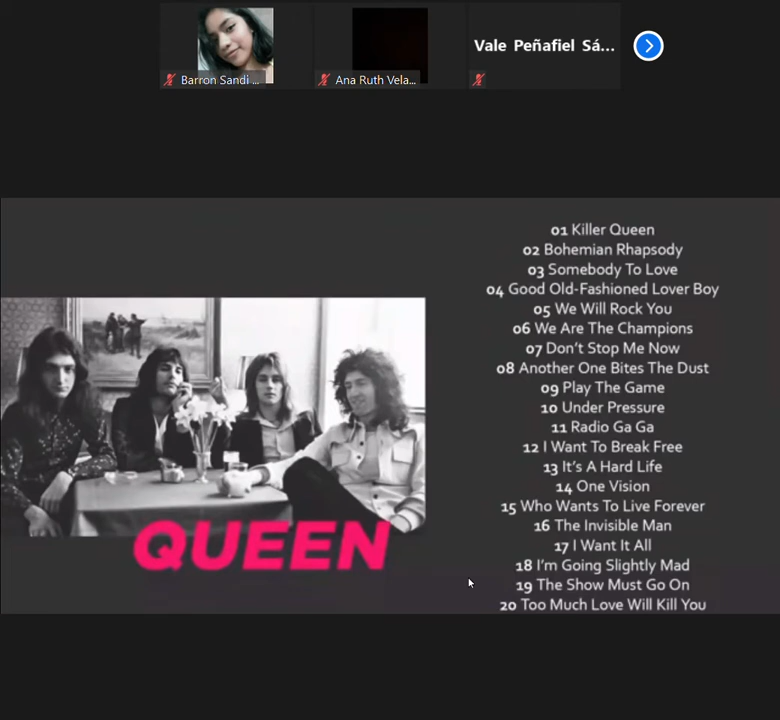 Barron Sandi ...
Ana Ruth Vela...
Vale Peñafiel Sá...
01 Killer Queen
02 Bohemian Rhapsody
03 Somebody To Love
04 Good Old-Fashioned Lover Boy
05 We Will Rock You
06 We Are The Champions
07 Don't Stop Me Now
08 Another One Bites The Dust
09 Play The Game
10 Under Pressure
11 Radio Ga Ga
12 I Want To Break Free
13 It's A Hard Life
14 One Vision
15 Who Wants To Live Forever
16 The Invisible Man
17 I Want It All
18 I'm Going Slightly Mad
19 The Show Must Go On
20 Too Much Love Will Kill You
QUEEN